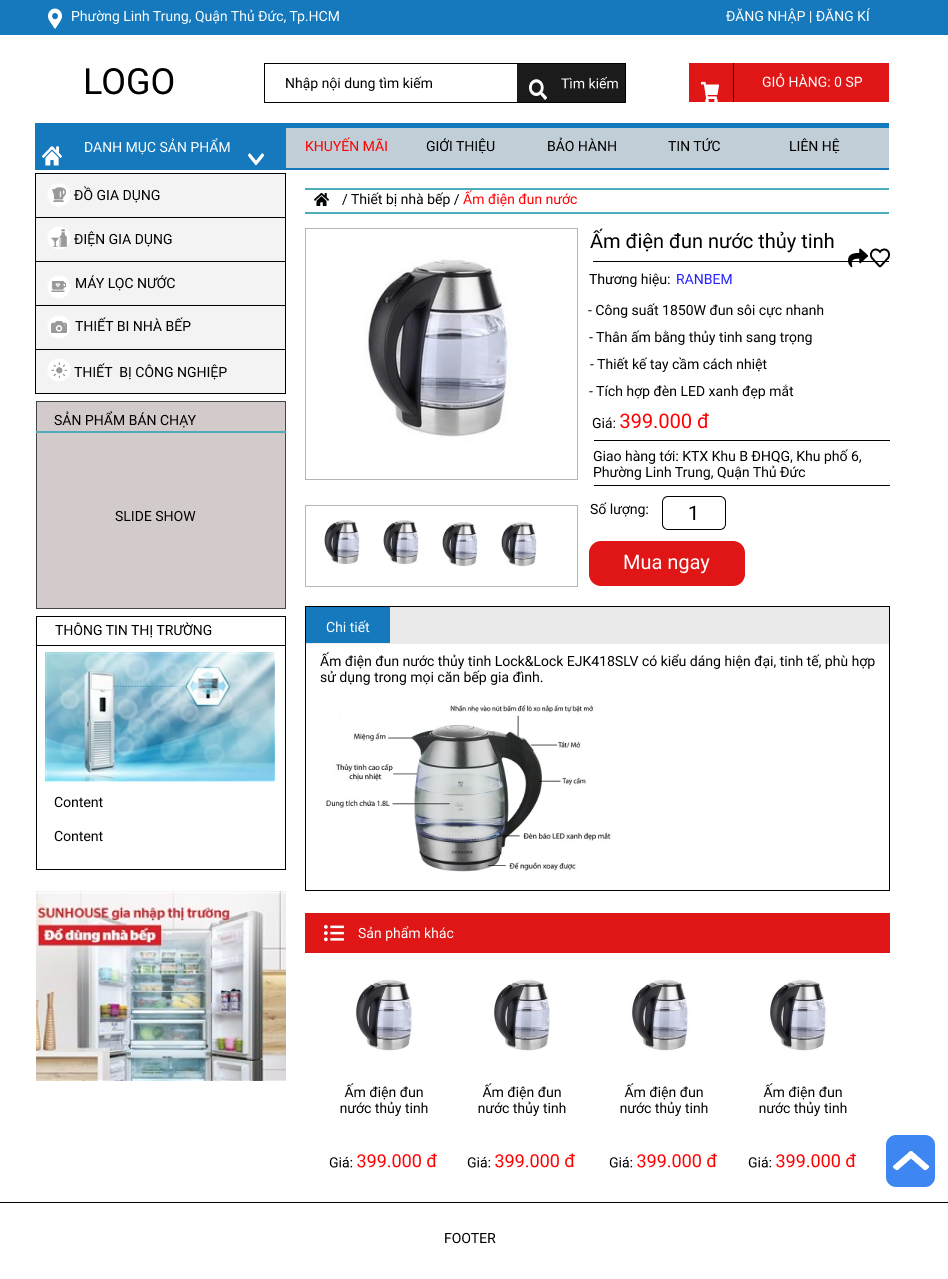 Phường Linh Trung, Quận Thủ Đức, Tp.HCM
ĐĂNG NHẬP | ĐĂNG KÍ
LOGO
Nhập nội dung tìm kiếm
Tìm kiếm
GIỎ HÀNG: 0 SP
DANH MỤC SẢN PHẨM
KHUYẾN MÃI
GIỚI THIỆU
BẢO HÀNH
TIN TỨC
LIÊN HỆ
ĐỒ GIA DỤNG
ĐIỆN GIA DỤNG
MÁY LỌC NƯỚC
THIẾT BI NHÀ BẾP
THIẾT  BỊ CÔNG NGHIỆP
SẢN PHẨM BÁN CHẠY
SLIDE SHOW
THÔNG TIN THỊ TRƯỜNG
Content
Content
SUNHOUSE gia nhập thị trường
Đồ dùng nhà bếp
/ Thiết bị nhà bếp / Ấm điện đun nước
Ấm điện đun nước thủy tinh
Thương hiệu: RANBEM
- Công suất 1850W đun sôi cực nhanh
- Thân ấm bằng thủy tinh sang trọng
- Thiết kế tay cầm cách nhiệt
- Tích hợp đèn LED xanh đẹp mắt
Giá: 399.000 đ
Giao hàng tới: KTX Khu B ĐHQG, Khu phố 6,
Phường Linh Trung, Quận Thủ Đức
Số lượng: 1
Mua ngay
Chi tiết
Ấm điện đun nước thủy tinh Lock&Lock EJK418SLV có kiểu dáng hiện đại, tinh tế, phù hợp
sử dụng trong mọi căn bếp gia đình.
Nhấn nhẹ vào nút bấm để lò xo nắp ấm tự bật mở
Miệng ấm
Tắt/ Mở
Thủy tinh cao cấp
chịu nhiệt
Tay cầm
Dung tích chứa 1.8L
Đèn báo LED xanh đẹp mắt
Đế nguồn xoay được
Sản phẩm khác
Ấm điện đun
nước thủy tinh
Giá: 399.000 đ
Ấm điện đun
nước thủy tinh
Giá: 399.000 đ
Ấm điện đun
nước thủy tinh
Giá: 399.000 đ
Ấm điện đun
nước thủy tinh
Giá: 399.000 đ
FOOTER